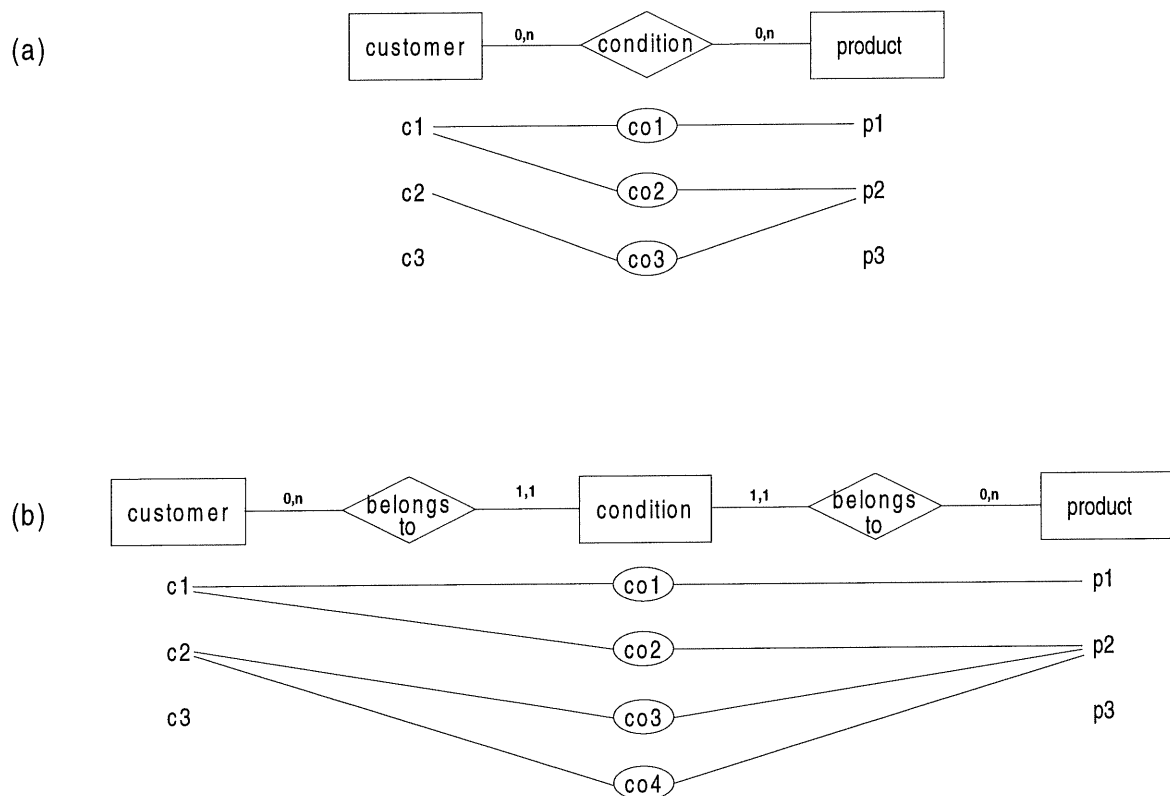 (a)
customer 0,n condition 0,n product
c1 co1 p1
c2 co2 p2
c3 co3 p3
(b)
customer 0,n belongs to 1,1 condition 1,1 belongs to 0,n product
c1 co1 p1
c2 co2 p2
c3 co3 p3
co4